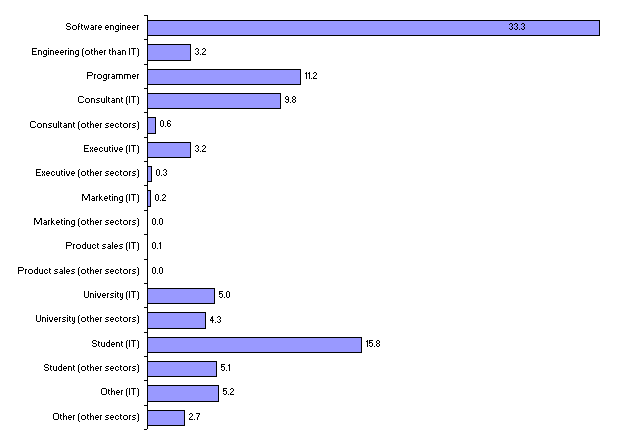 Software engineer 33.3
Engineering (other than IT) 3.2
Programmer 11.2
Consultant (IT) 9.8
Consultant (other sectors) 0.6
Executive (IT) 3.2
Executive (other sectors) 0.3
Marketing (IT) 0.2
Marketing (other sectors) 0.0
Product sales (IT) 0.1
Product sales (other sectors) 0.0
University (IT) 5.0
University (other sectors) 4.3
Student (IT) 15.8
Student (other sectors) 5.1
Other (IT) 5.2
Other (other sectors) 2.7